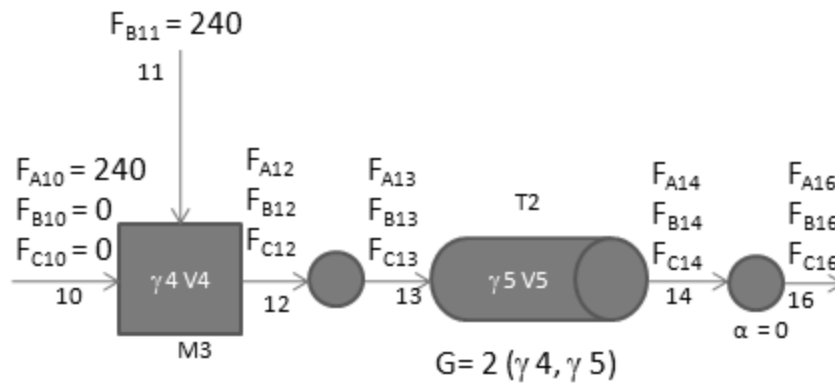 F_B11 = 240
11
F_A10 = 240
F_B10 = 0
F_C10 = 0
10
γ 4 V4
M3
F_A12
F_B12
F_C12
12
F_A13
F_B13
F_C13
13
T2
γ 5 V5
G= 2 (γ 4, γ 5)
F_A14
F_B14
F_C14
14
α = 0
F_A16
F_B16
F_C16
16